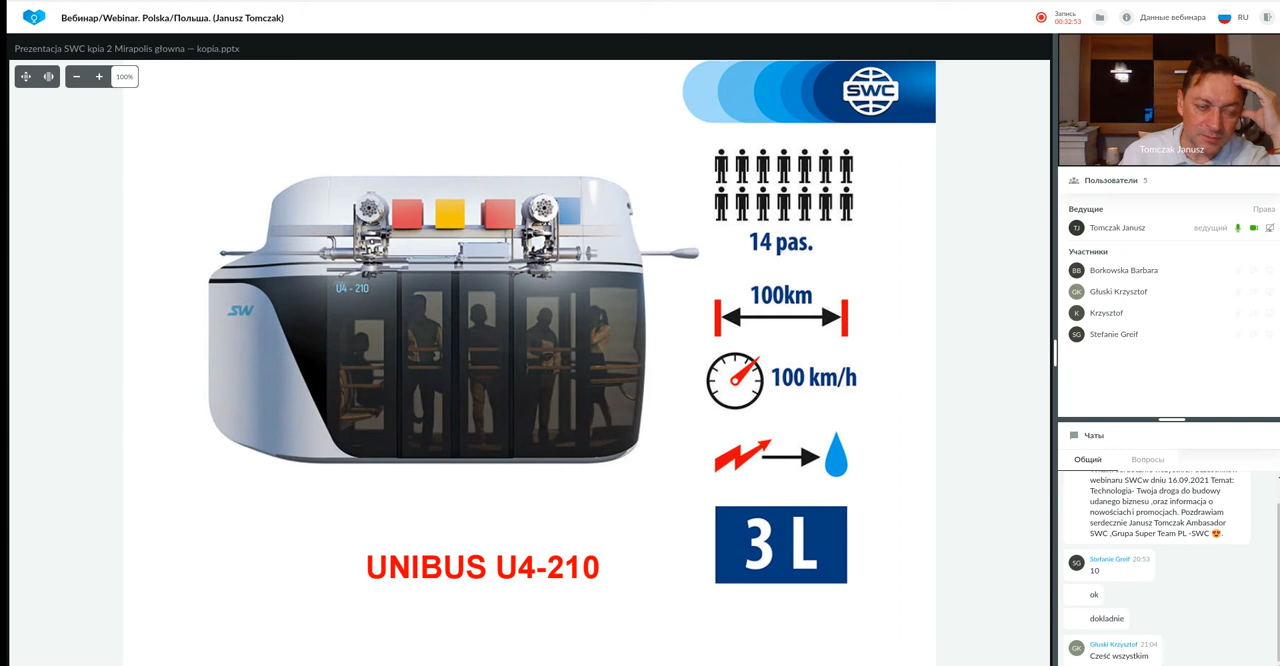 Вебинар/Webinar. Polska/Польша. (Janusz Tomczak)
Запись
00:32:53
Данные вебинара
RU
Prezentacja SWC kpia 2 Mirapolis głowna — kopia.pptx
100%
SWC
U4 - 210
SW
14 pas.
100km
100 km/h
3 L
UNIBUS U4-210
Tomczak Janusz
Пользователи 5
Ведущие
Права
TJ Tomczak Janusz ведущий
Участники
BB Borkowska Barbara
GK Głuski Krzysztof
K Krzysztof
SG Stefanie Greif
Чаты
Общий
Вопросы
webinaru SWCw dniu 16.09.2021 Temat:
Technologia- Twoja droga do budowy
udanego biznesu ,oraz informacja o
nowościach i promocjach. Pozdrawiam
serdecznie Janusz Tomczak Ambasador
SWC ,Grupa Super Team PL -SWC 😍.
SG Stefanie Greif 20:53
10
ok
dokladnie
GK Głuski Krzysztof 21:04
Cześć wszystkim